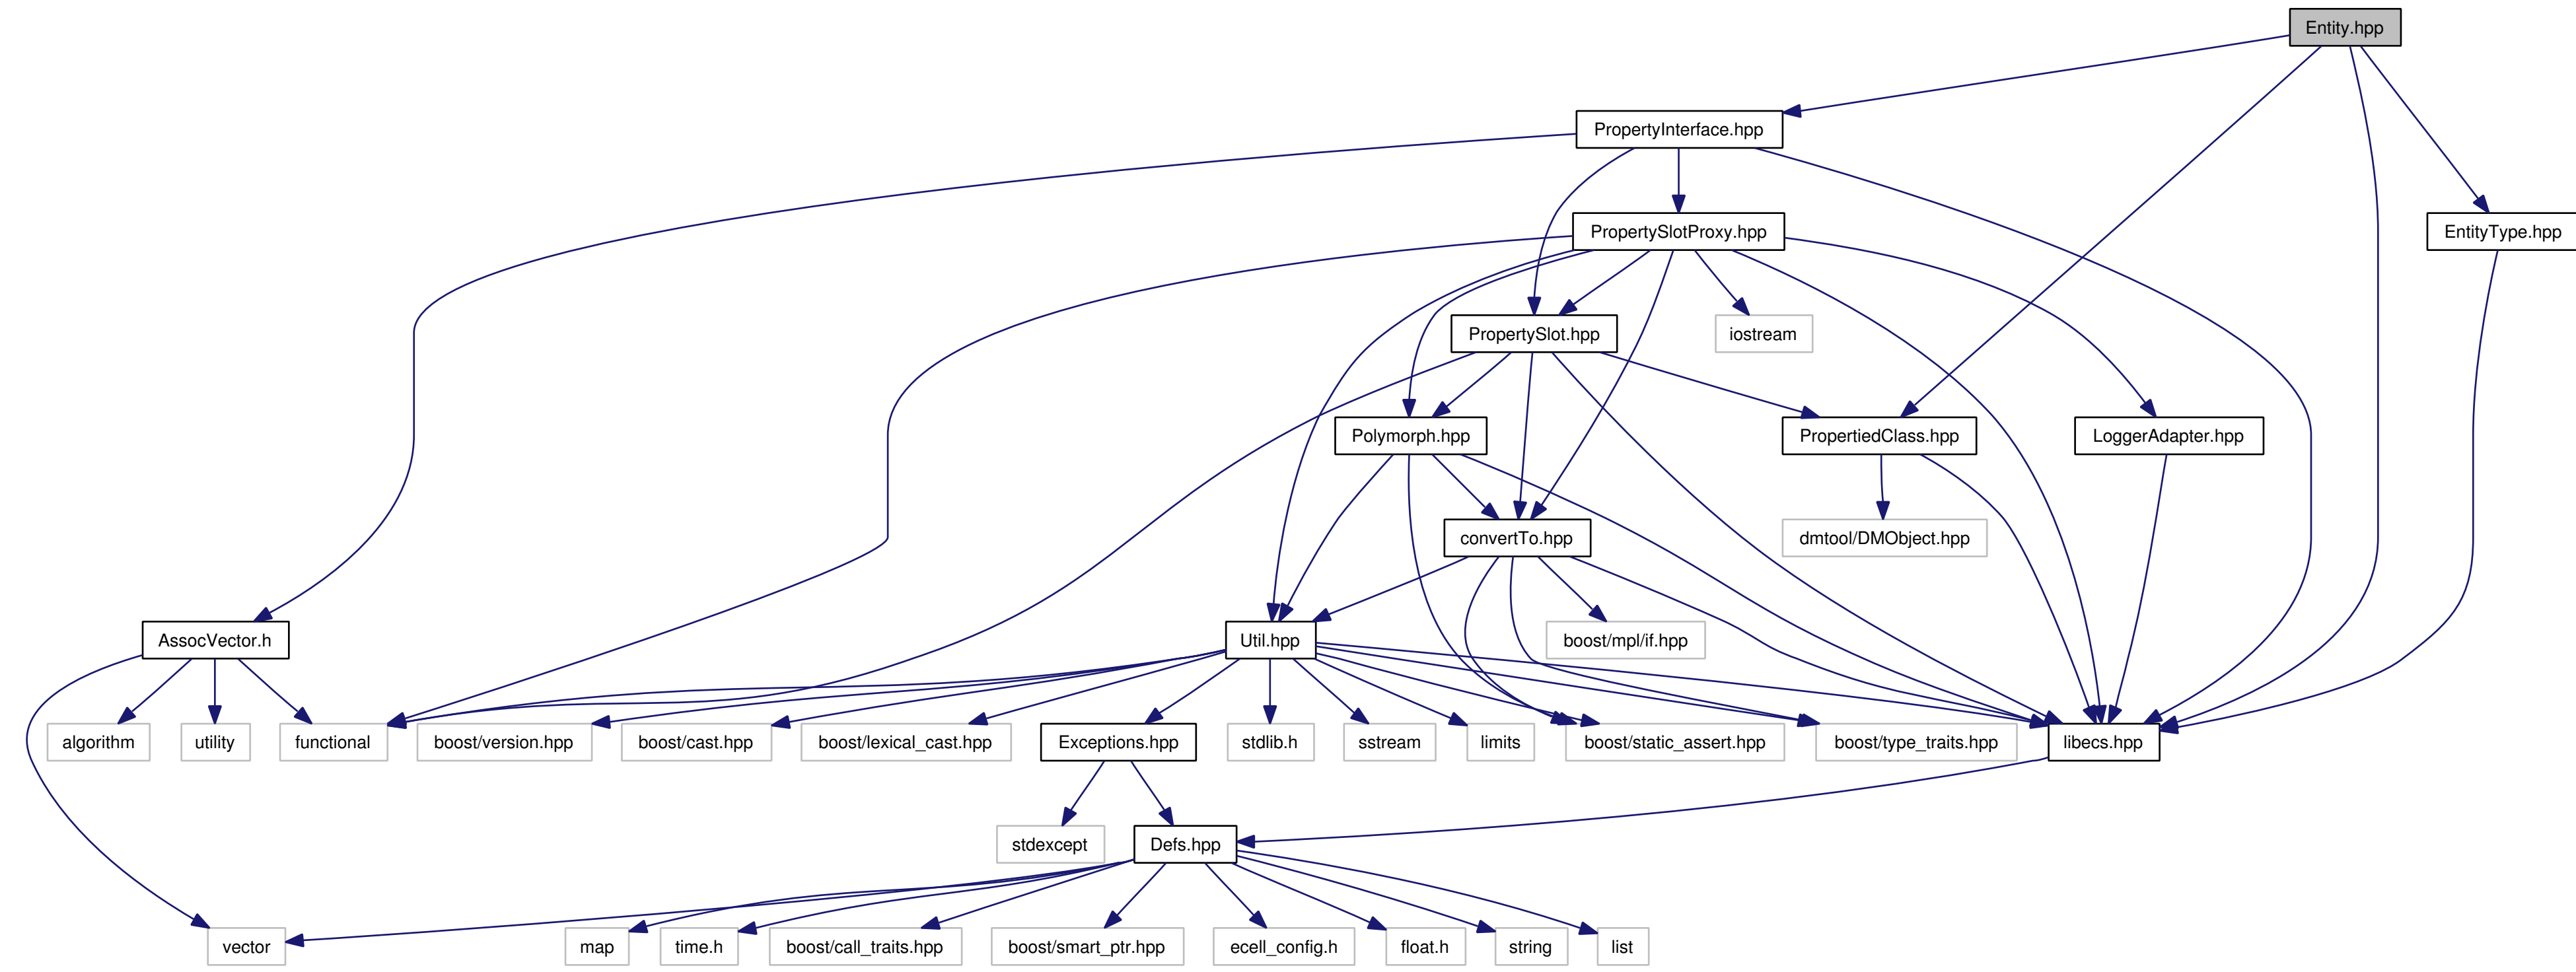 Entity.hpp
PropertyInterface.hpp
PropertySlotProxy.hpp
EntityType.hpp
PropertySlot.hpp
iostream
Polymorph.hpp
PropertiedClass.hpp
LoggerAdapter.hpp
convertTo.hpp
dmtool/DMObject.hpp
AssocVector.h
Util.hpp
boost/mpl/if.hpp
algorithm
utility
functional
boost/version.hpp
boost/cast.hpp
boost/lexical_cast.hpp
Exceptions.hpp
stdlib.h
sstream
limits
boost/static_assert.hpp
boost/type_traits.hpp
libecs.hpp
stdexcept
Defs.hpp
vector
map
time.h
boost/call_traits.hpp
boost/smart_ptr.hpp
ecell_config.h
float.h
string
list